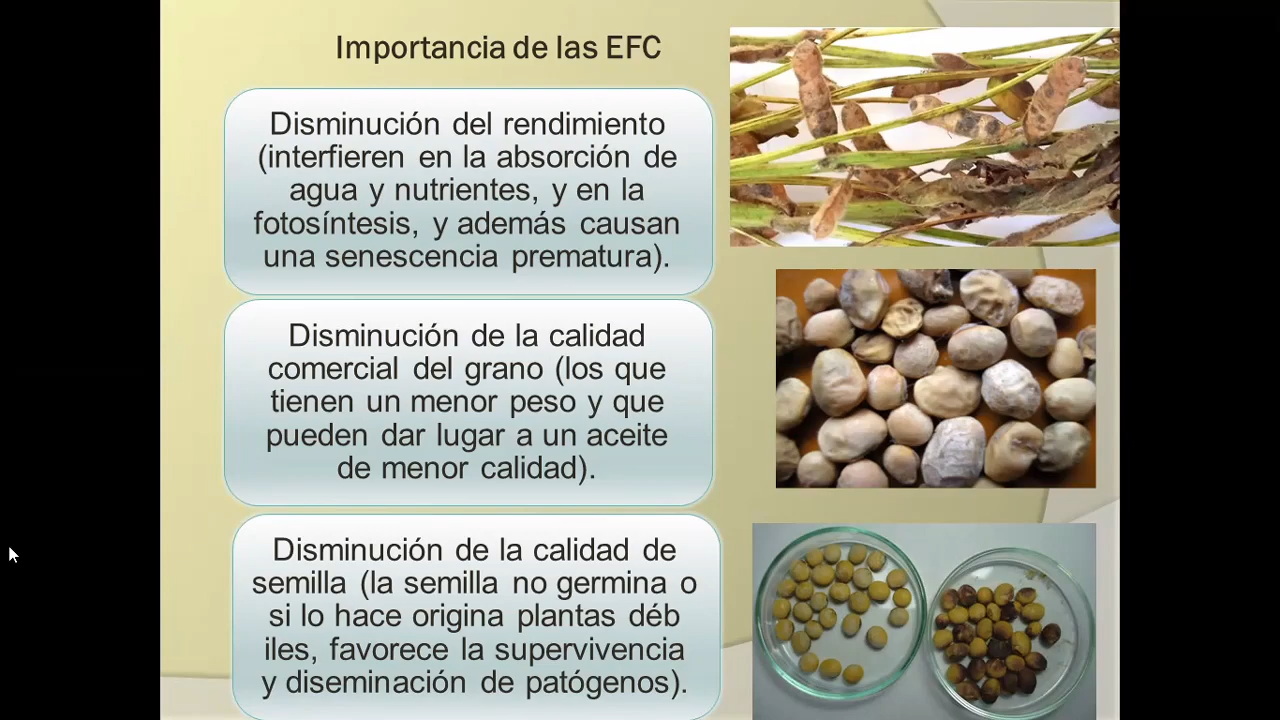 Importancia de las EFC
Disminución del rendimiento
(interfieren en la absorción de
agua y nutrientes, y en la
fotosíntesis, y además causan
una senescencia prematura).
Disminución de la calidad
comercial del grano (los que
tienen un menor peso y que
pueden dar lugar a un aceite
de menor calidad).
Disminución de la calidad de
semilla (la semilla no germina o
si lo hace origina plantas déb
iles, favorece la supervivencia
y diseminación de patógenos).